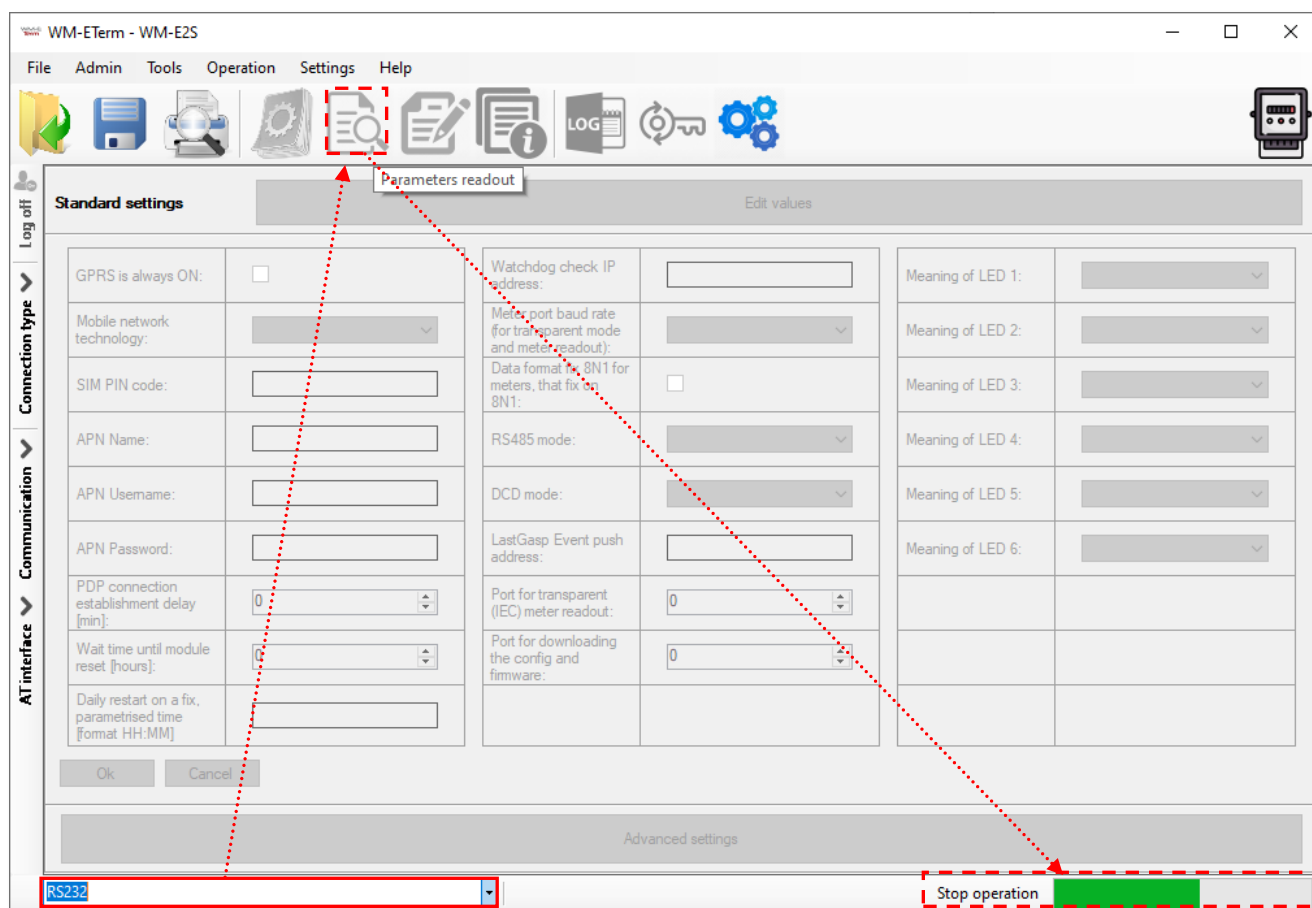 WM-ETerm - WM-E2S
File Admin Tools Operation Settings Help
LOG
Parameters readout
Log off
Connection type
Communication
AT interface
Standard settings
Edit values
GPRS is always ON:
Mobile network
technology:
SIM PIN code:
APN Name:
APN Username:
APN Password:
PDP connection
establishment delay
[min]:
0
Wait time until module
reset [hours]:
0
Daily restart on a fix,
parametrised time
[format HH:MM]
Watchdog check IP
address:
Meter port baud rate
(for transparent mode
and meter readout):
Data format fix 8N1 for
meters, that fix on
8N1:
RS485 mode:
DCD mode:
LastGasp Event push
address:
Port for transparent
(IEC) meter readout:
0
Port for downloading
the config and
firmware:
0
Meaning of LED 1:
Meaning of LED 2:
Meaning of LED 3:
Meaning of LED 4:
Meaning of LED 5:
Meaning of LED 6:
Ok Cancel
Advanced settings
RS232
Stop operation